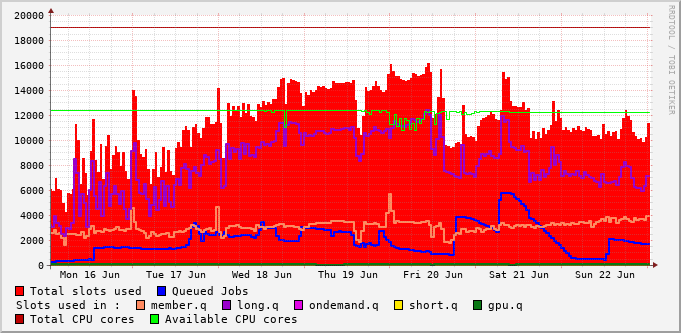 20000
18000
16000
14000
12000
10000
8000
6000
4000
2000
0
Mon 16 Jun Tue 17 Jun Wed 18 Jun Thu 19 Jun Fri 20 Jun Sat 21 Jun Sun 22 Jun
Total slots used Queued Jobs
Slots used in : member.q long.q ondemand.q short.q gpu.q
Total CPU cores Available CPU cores
RRDTOOL / TOBI OETIKER